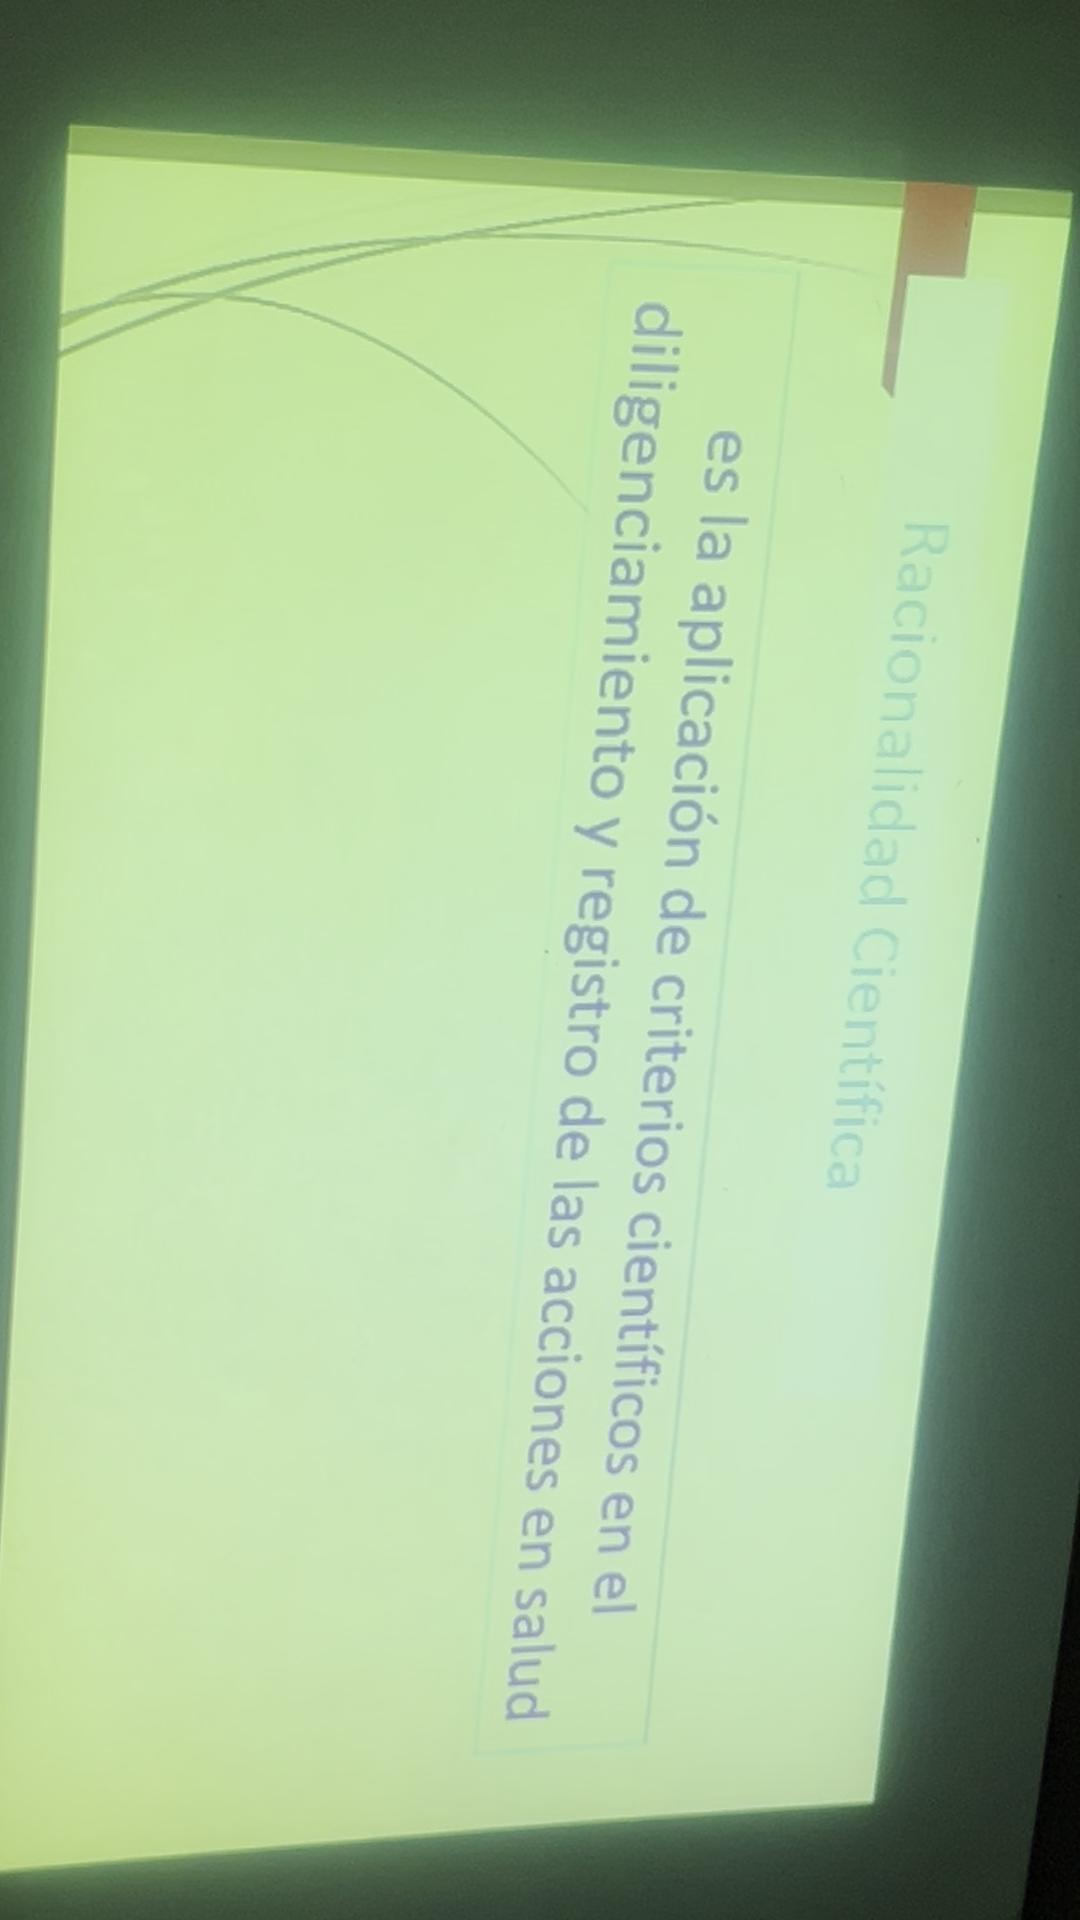 Racionalidad Científica
es la aplicación de criterios científicos en el
diligenciamiento y registro de las acciones en salud